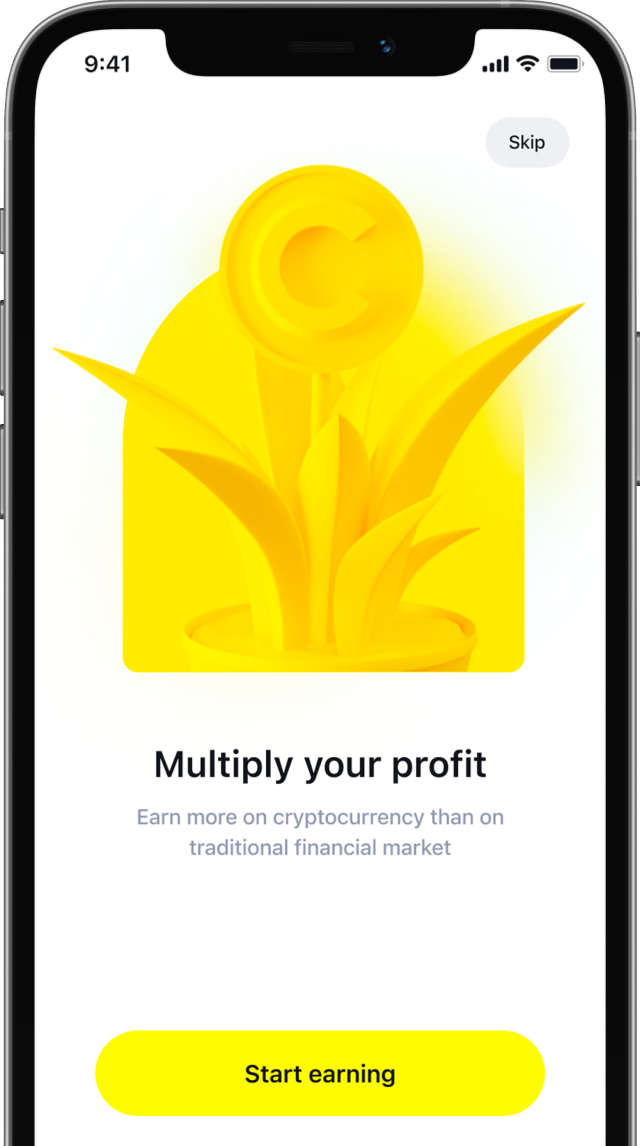 9:41
Skip
C
Multiply your profit
Earn more on cryptocurrency than on
traditional financial market
Start earning